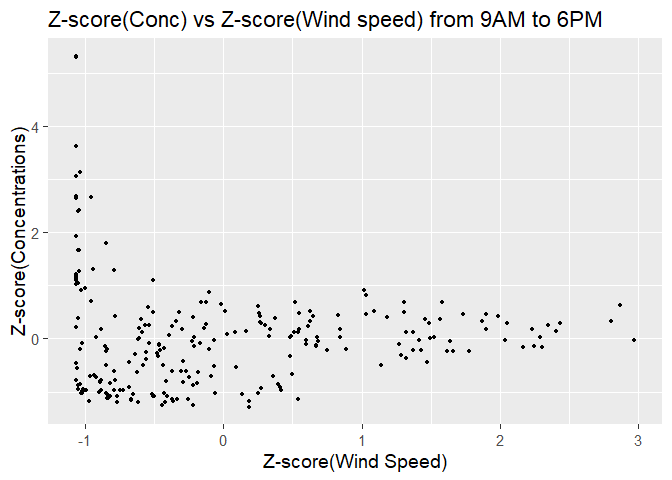 Z-score(Conc) vs Z-score(Wind speed) from 9AM to 6PM
Z-score(Concentrations)
4
2
0
-1
0
1
2
3
Z-score(Wind Speed)